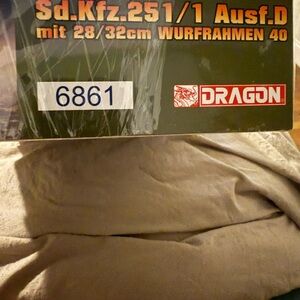 Sd.Kfz.251/1 Ausf.D
mit 28/32cm WURFRAHMEN 40
6861
DRAGON